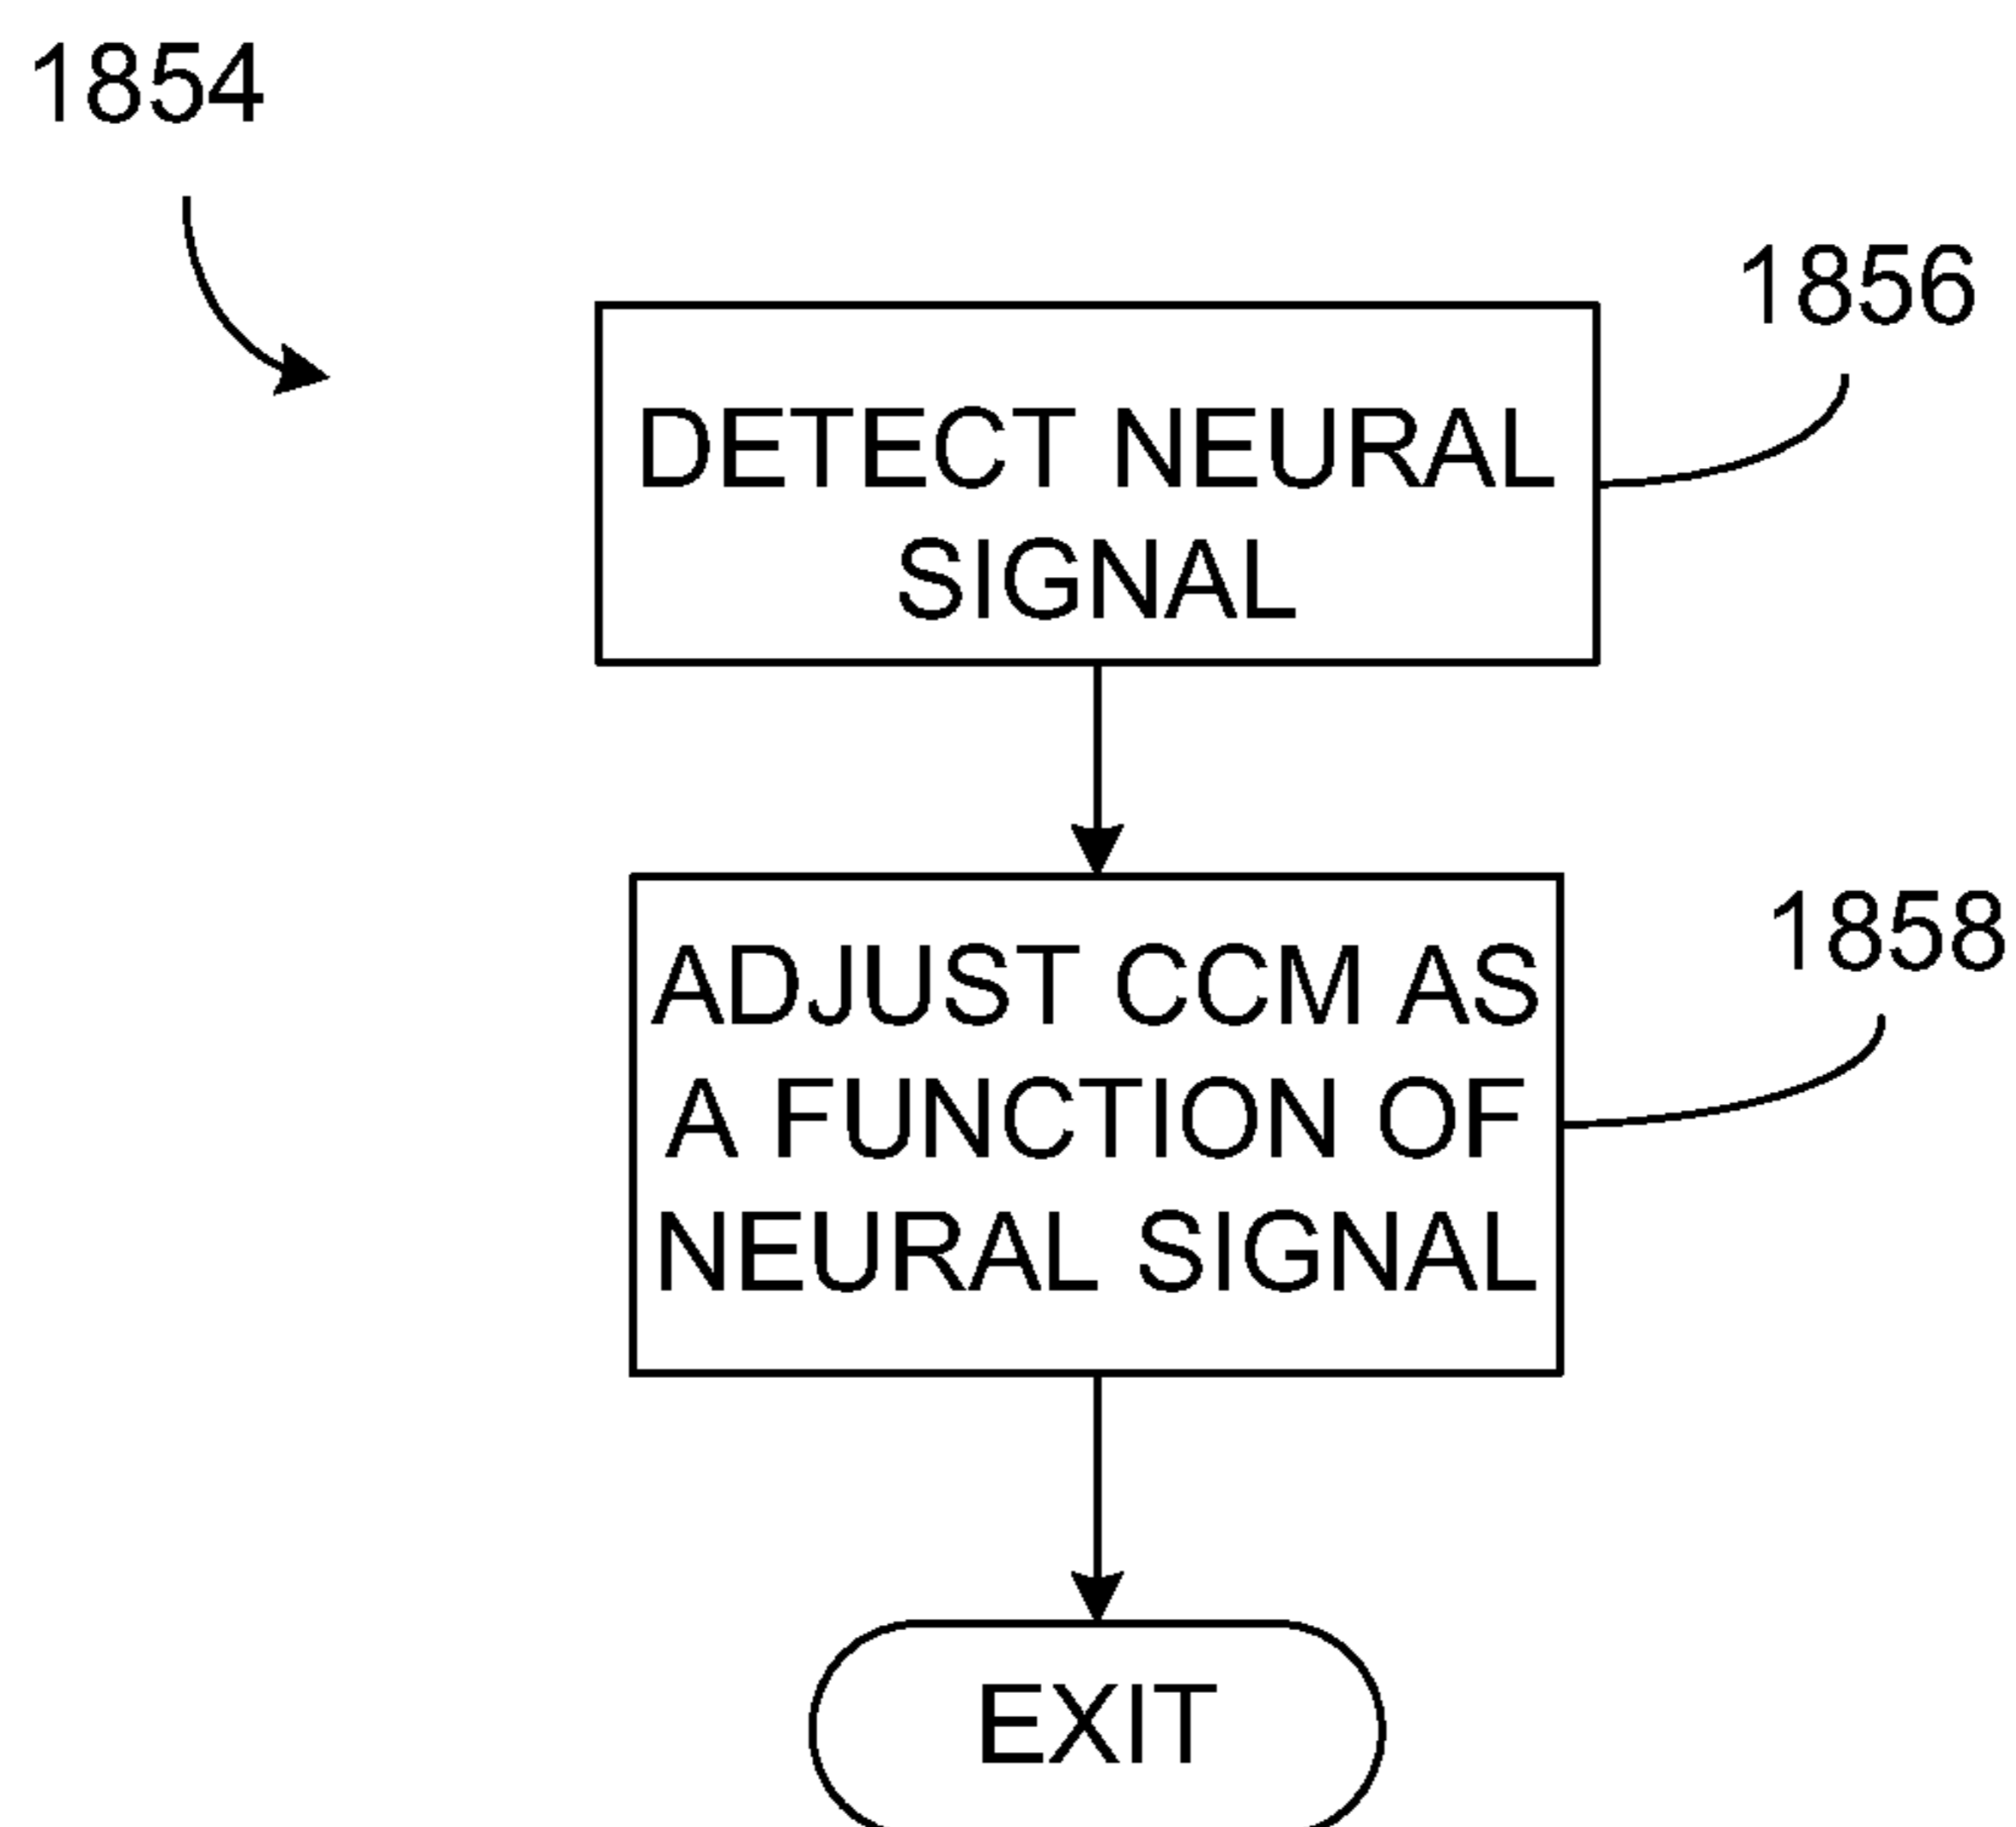 1854
1856
DETECT NEURAL
SIGNAL
1858
ADJUST CCM AS
A FUNCTION OF
NEURAL SIGNAL
EXIT